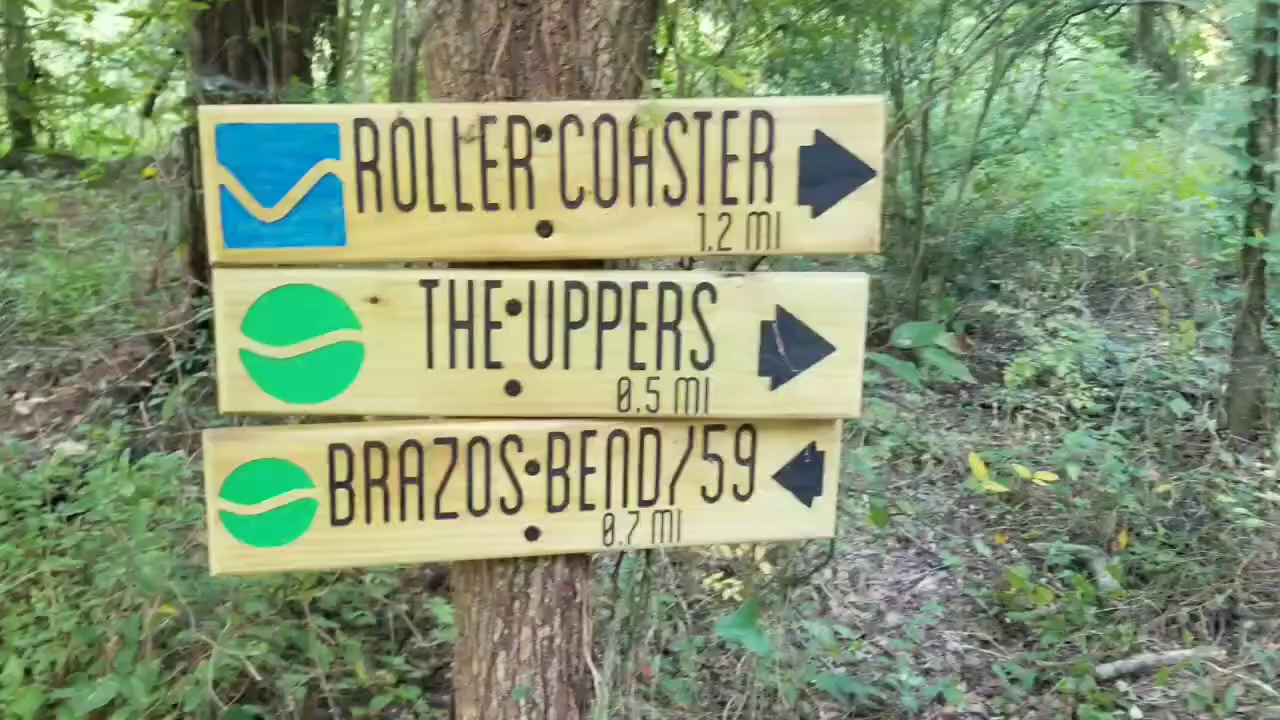 ROLLER COASTER
1.2 MI
THE UPPERS
0.5 MI
BRAZOS BEND/59
0.7 MI